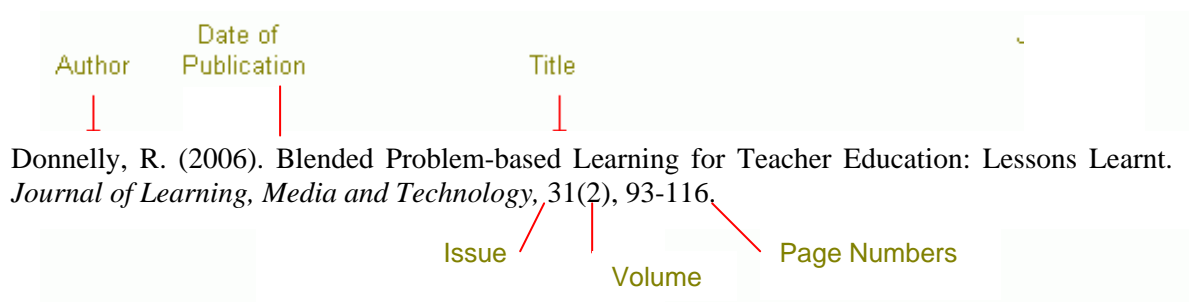 Date of
Author Publication Title
Donnelly, R. (2006). Blended Problem-based Learning for Teacher Education: Lessons Learnt.
Journal of Learning, Media and Technology, 31(2), 93-116.
Issue Page Numbers
Volume